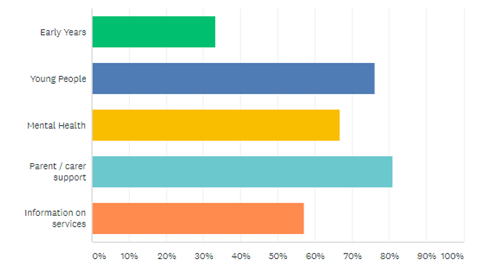 Early Years
Young People
Mental Health
Parent / carer
support
Information on
services
0% 10% 20% 30% 40% 50% 60% 70% 80% 90% 100%